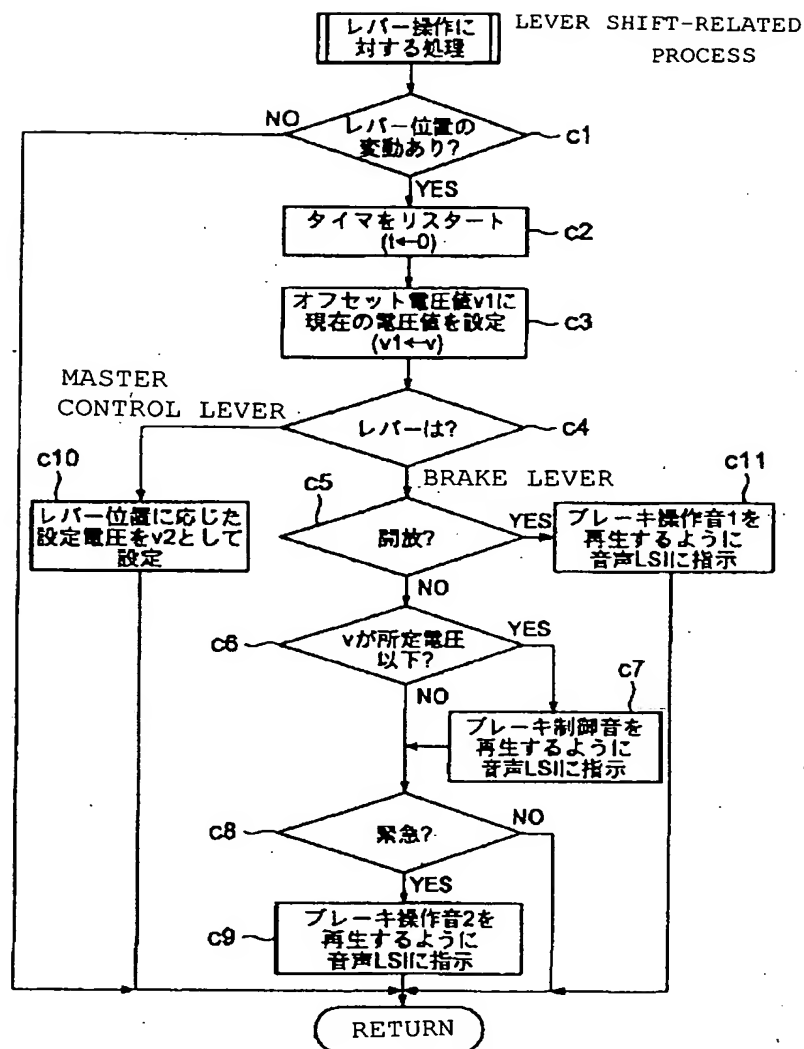 レバー操作に
対する処理
LEVER SHIFT-RELATED
PROCESS
NO
レバー位置の
変動あり?
c1
YES
タイマをリスタート
(t←0)
c2
オフセット電圧値v1に
現在の電圧値を設定
(v1←v)
c3
MASTER
CONTROL LEVER
レバーは?
c4
c10
レバー位置に応じた
設定電圧をv2として
設定
BRAKE LEVER
c5
開放?
YES
c11
ブレーキ操作音1を
再生するように
音声LSIに指示
NO
c6
vが所定電圧
以下?
YES
NO
c7
ブレーキ制御音を
再生するように
音声LSIに指示
c8
緊急?
NO
YES
c9
ブレーキ操作音2を
再生するように
音声LSIに指示
RETURN